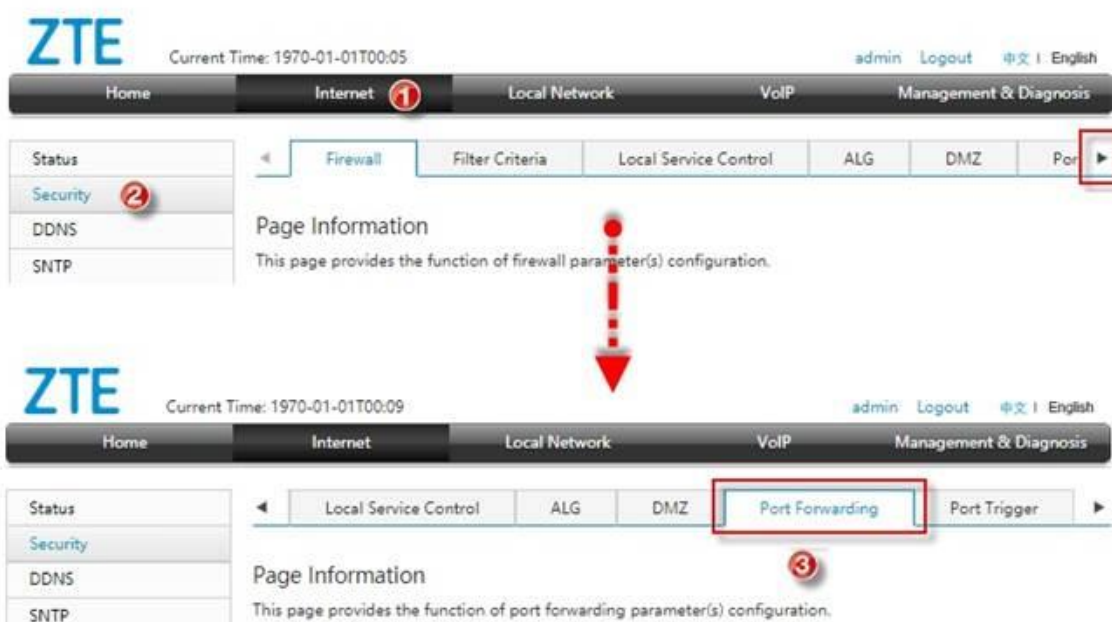 ZTE
Current Time: 1970-01-01T00:05
admin Logout 中文 | English
Home Internet 1 Local Network VoIP Management & Diagnosis
Status
Security 2
DDNS
SNTP
Firewall Filter Criteria Local Service Control ALG DMZ Por
Page Information
This page provides the function of firewall parameter(s) configuration.
ZTE
Current Time: 1970-01-01T00:09
admin Logout 中文 | English
Home Internet Local Network VoIP Management & Diagnosis
Status
Security
DDNS
SNTP
Local Service Control ALG DMZ Port Forwarding Port Trigger
3
Page Information
This page provides the function of port forwarding parameter(s) configuration.